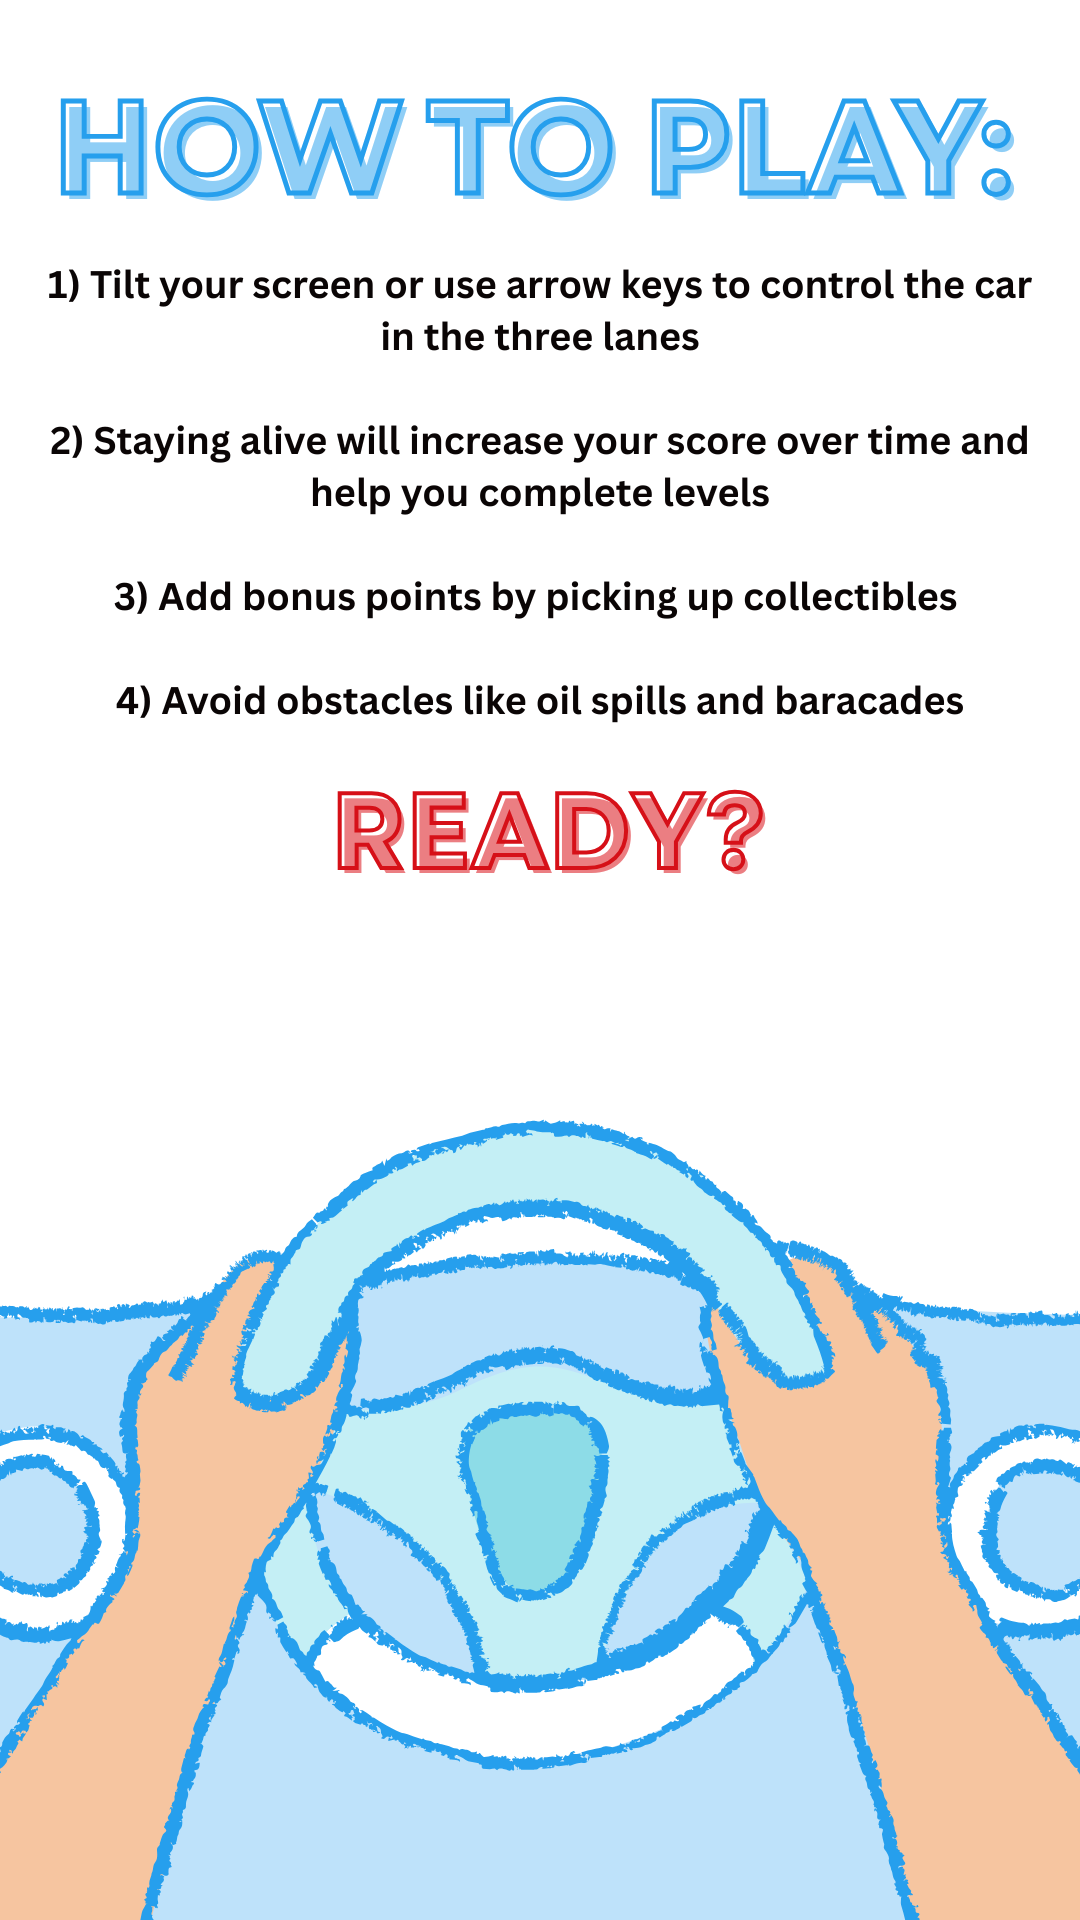 HOW TO PLAY:
1) Tilt your screen or use arrow keys to control the car
in the three lanes
2) Staying alive will increase your score over time and
help you complete levels
3) Add bonus points by picking up collectibles
4) Avoid obstacles like oil spills and baracades
READY?